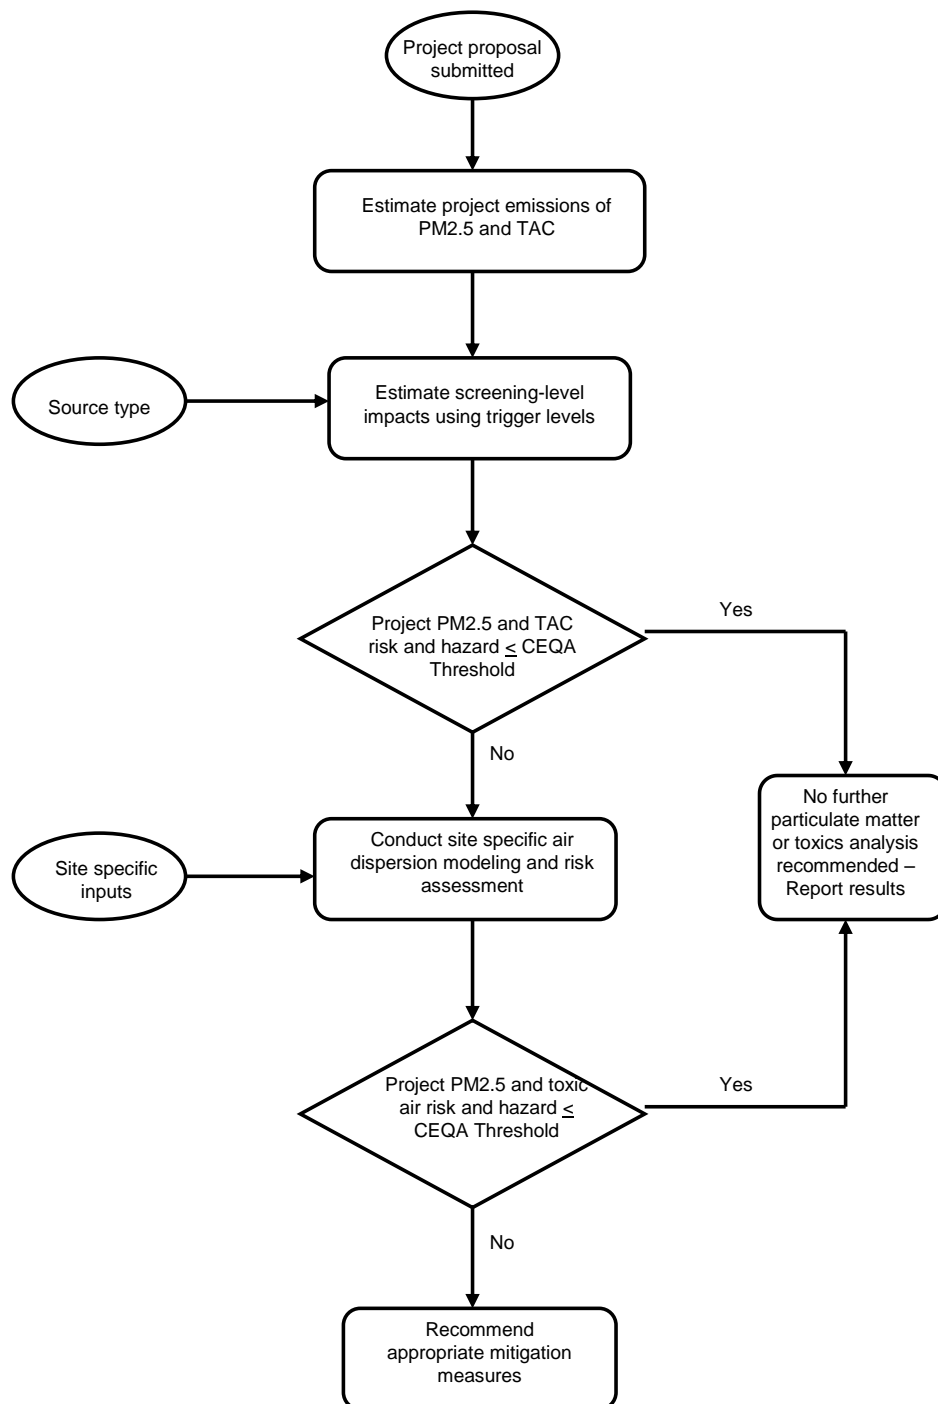 Project proposal
submitted
Estimate project emissions of
PM2.5 and TAC
Source type
Estimate screening-level
impacts using trigger levels
Project PM2.5 and TAC
risk and hazard ≤ CEQA
Threshold
Yes
No
No further
particulate matter
or toxics analysis
recommended –
Report results
Site specific
inputs
Conduct site specific air
dispersion modeling and risk
assessment
Project PM2.5 and toxic
air risk and hazard ≤
CEQA Threshold
Yes
No
Recommend
appropriate mitigation
measures